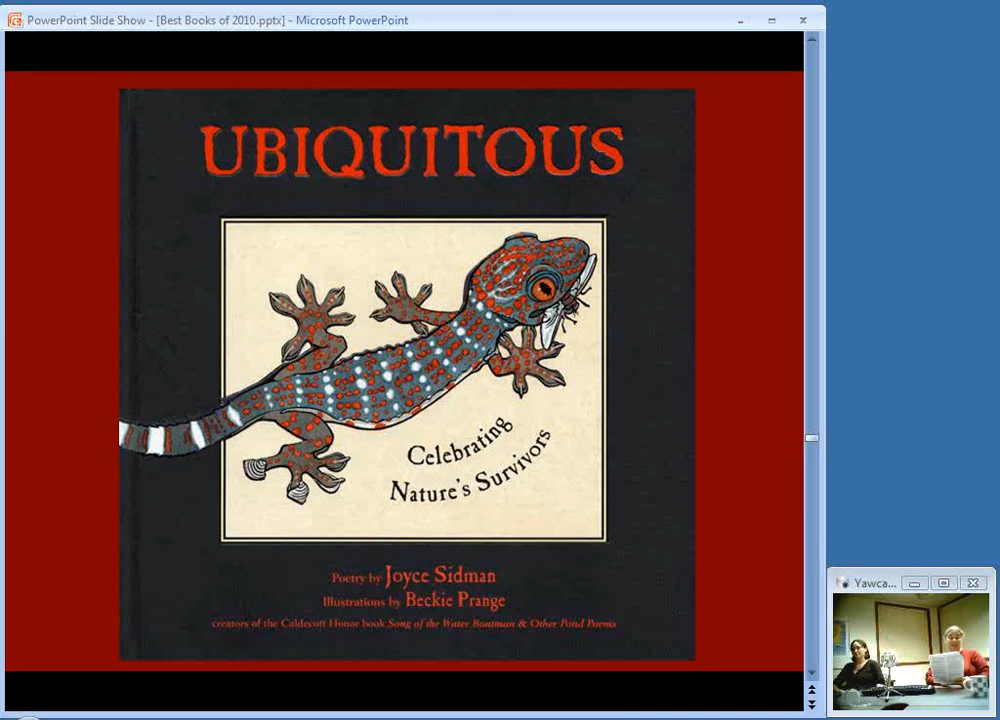 PowerPoint Slide Show - [Best Books of 2010.pptx] - Microsoft PowerPoint
UBIQUITOUS
Celebrating
Nature's Survivors
Poetry by Joyce Sidman
Illustrations by Beckie Prange
creators of the Caldecott Honor book Song of the Water Boatman & Other Pond Poems
Yawca...